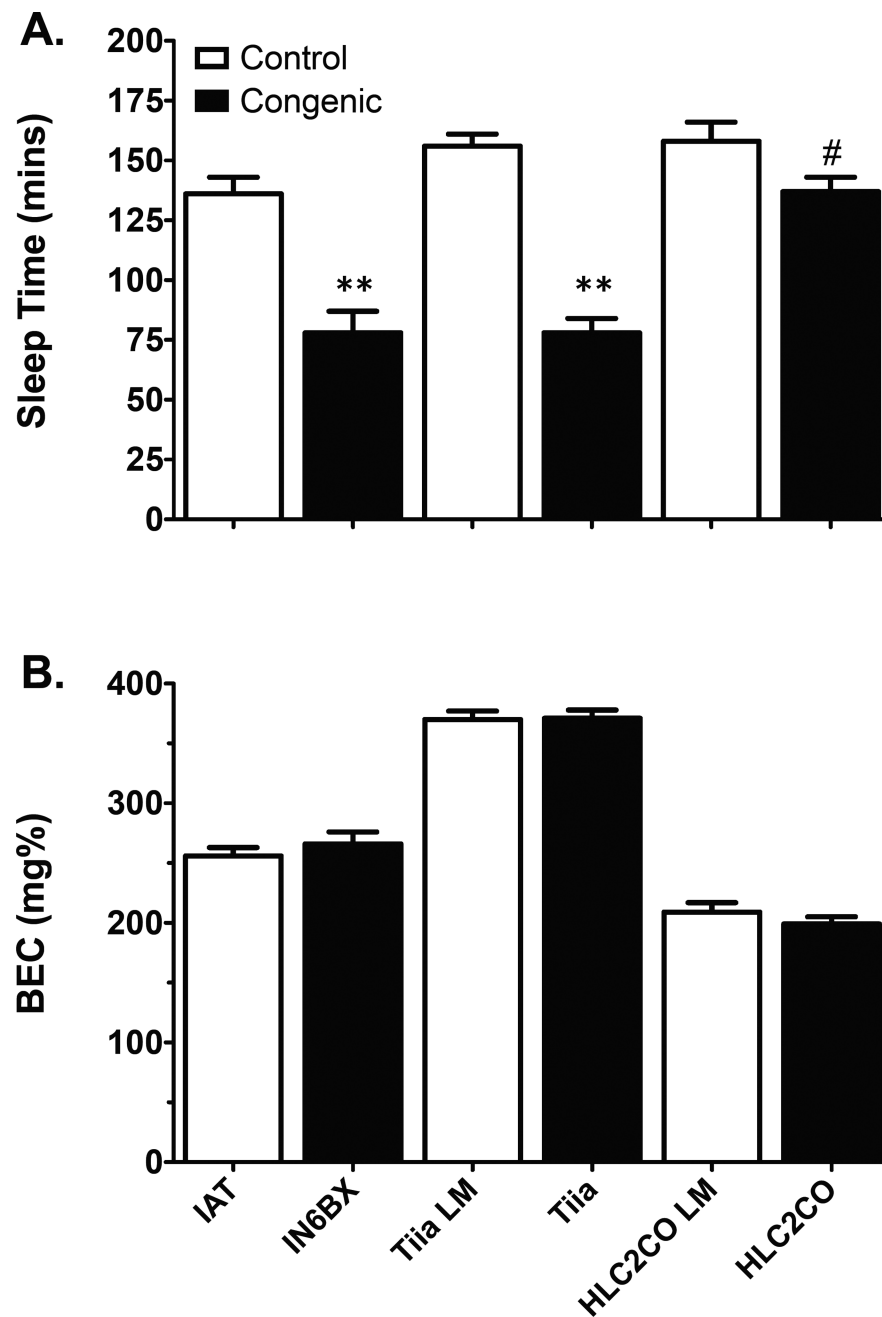 A.
Sleep Time (mins)
200
175
150
125
100
75
50
25
0
Control
Congenic
**
**
#
B.
BEC (mg%)
400
300
200
100
0
IAT
IN6BX
Tiia LM
Tiia
HLC2CO LM
HLC2CO